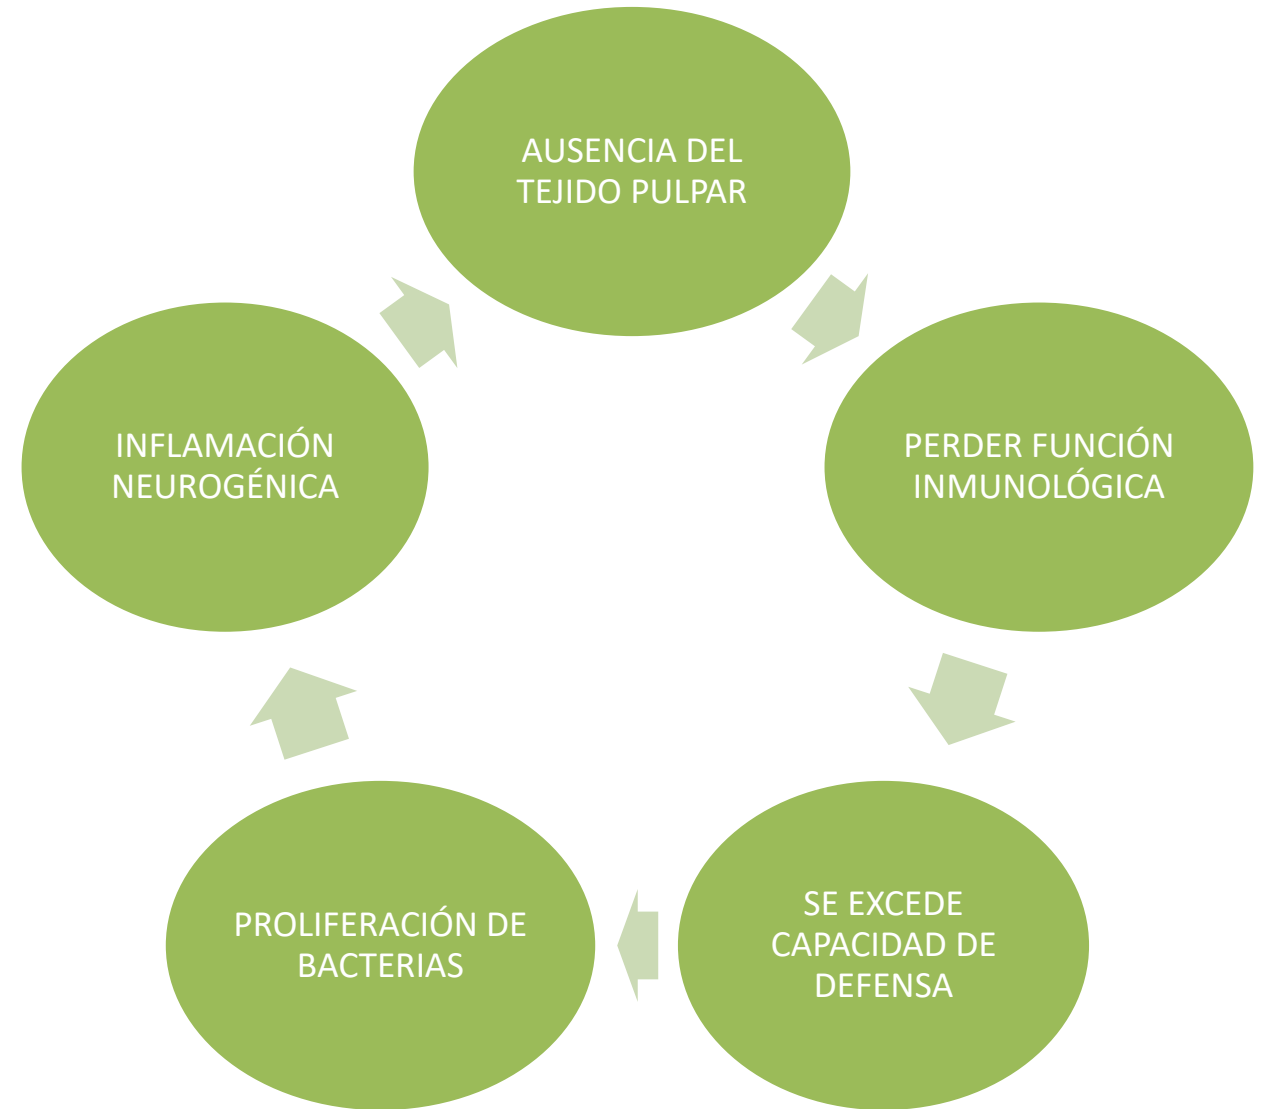 AUSENCIA DEL
TEJIDO PULPAR
PERDER FUNCIÓN
INMUNOLÓGICA
SE EXCEDE
CAPACIDAD DE
DEFENSA
PROLIFERACIÓN DE
BACTERIAS
INFLAMACIÓN
NEUROGÉNICA